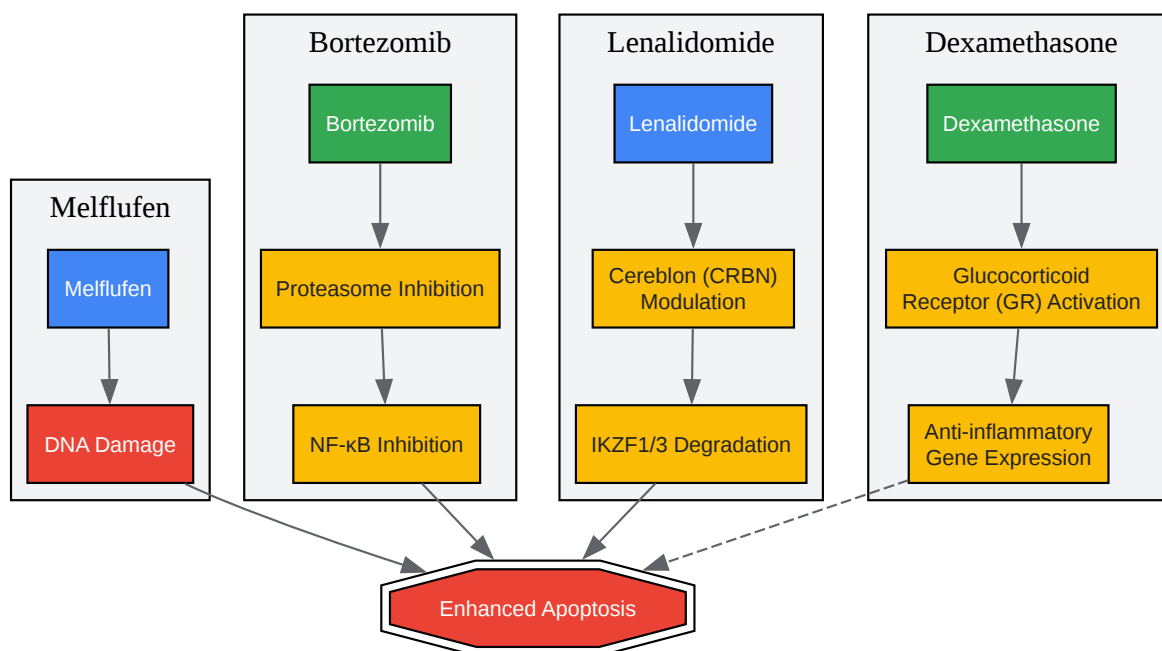 Bortezomib
Lenalidomide
Dexamethasone
Bortezomib
Lenalidomide
Dexamethasone
Melflufen
Melflufen
Proteasome Inhibition
Cereblon (CRBN)
Modulation
Glucocorticoid
Receptor (GR) Activation
DNA Damage
NF-κB Inhibition
IKZF1/3 Degradation
Anti-inflammatory
Gene Expression
Enhanced Apoptosis